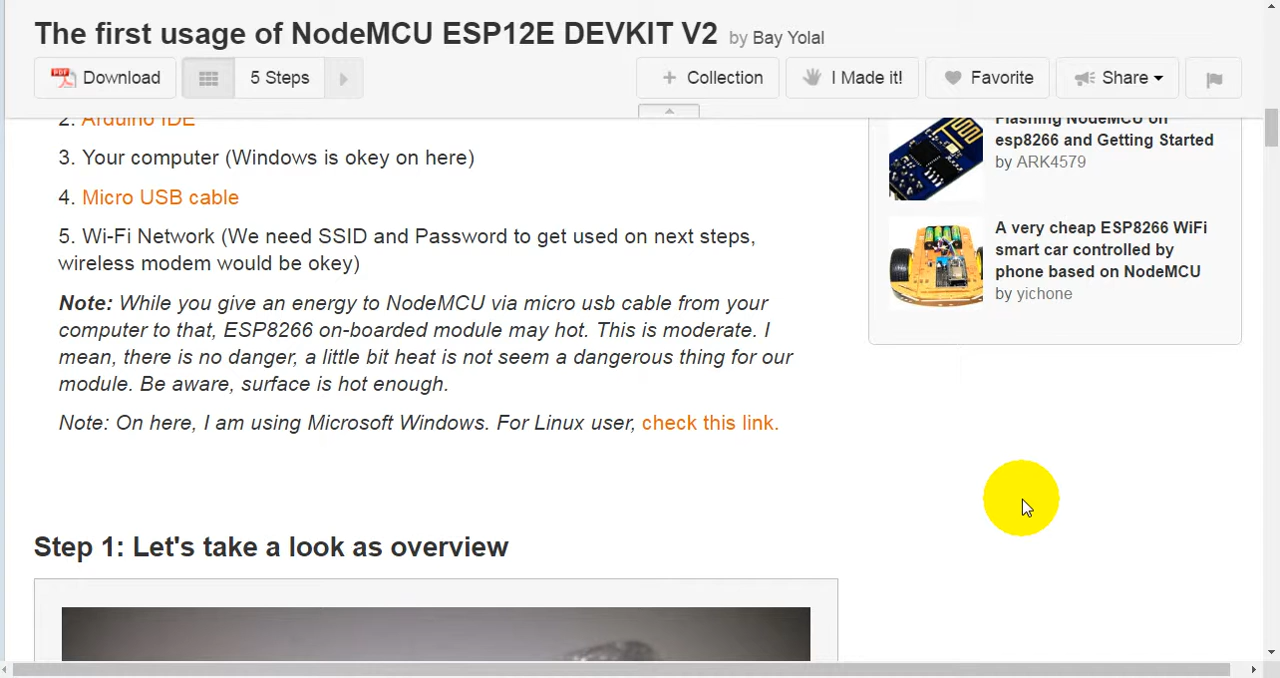 The first usage of NodeMCU ESP12E DEVKIT V2 by Bay Yolal
PDF Download
5 Steps
+ Collection
I Made it!
Favorite
Share
2. Arduino IDE
3. Your computer (Windows is okey on here)
4. Micro USB cable
5. Wi-Fi Network (We need SSID and Password to get used on next steps,
wireless modem would be okey)
Note: While you give an energy to NodeMCU via micro usb cable from your
computer to that, ESP8266 on-boarded module may hot. This is moderate. I
mean, there is no danger, a little bit heat is not seem a dangerous thing for our
module. Be aware, surface is hot enough.
Note: On here, I am using Microsoft Windows. For Linux user, check this link.
Step 1: Let's take a look as overview
Flashing NodeMCU on
esp8266 and Getting Started
by ARK4579
A very cheap ESP8266 WiFi
smart car controlled by
phone based on NodeMCU
by yichone